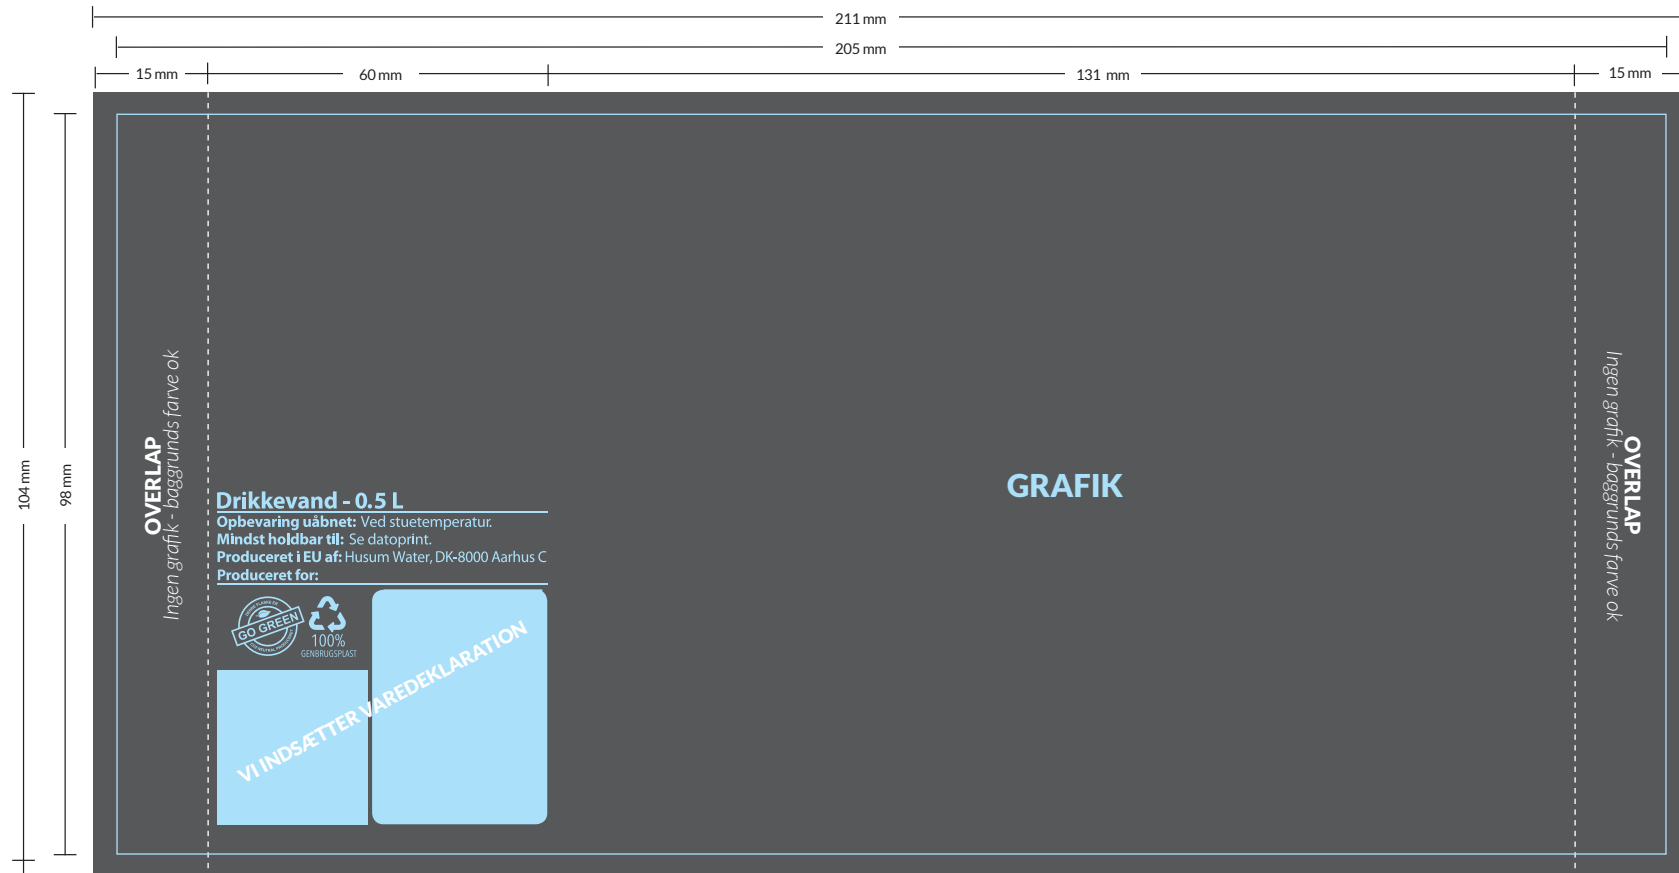 211 mm
205 mm
15 mm
60 mm
131 mm
15 mm
104 mm
98 mm
OVERLAP
Ingen grafik - baggrunds farve ok
Drikkevand - 0.5 L
Opbevaring uåbnet: Ved stuetemperatur.
Mindst holdbar til: Se datoprint.
Produceret i EU af: Husum Water, DK-8000 Aarhus C
Produceret for:
GO GREEN
100%
GENBRUGSPLAST
VI INDSÆTTER VAREDEKLARATION
GRAFIK
OVERLAP
Ingen grafik - baggrunds farve ok